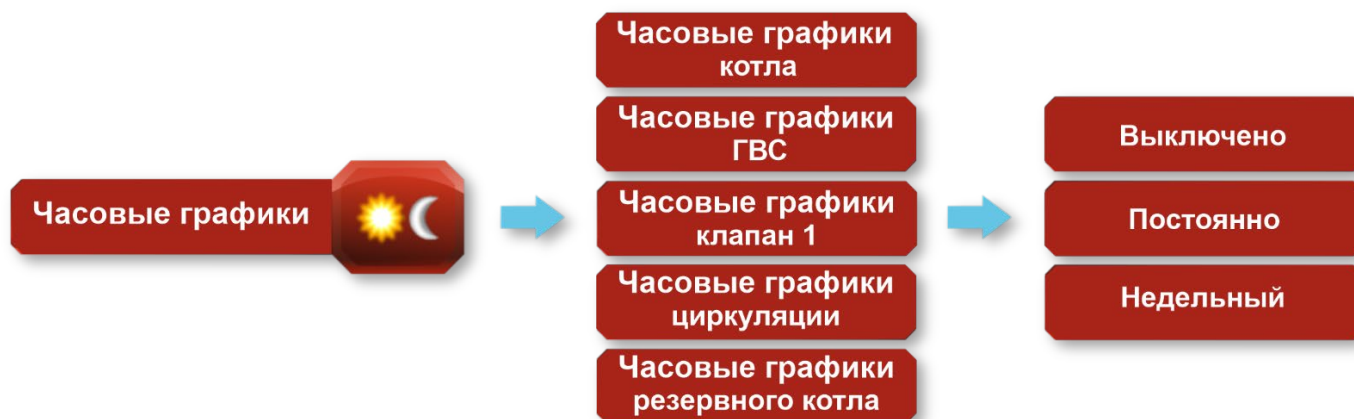 Часовые графики
Часовые графики
котла
Часовые графики
ГВС
Часовые графики
клапан 1
Часовые графики
циркуляции
Часовые графики
резервного котла
Выключено
Постоянно
Недельный